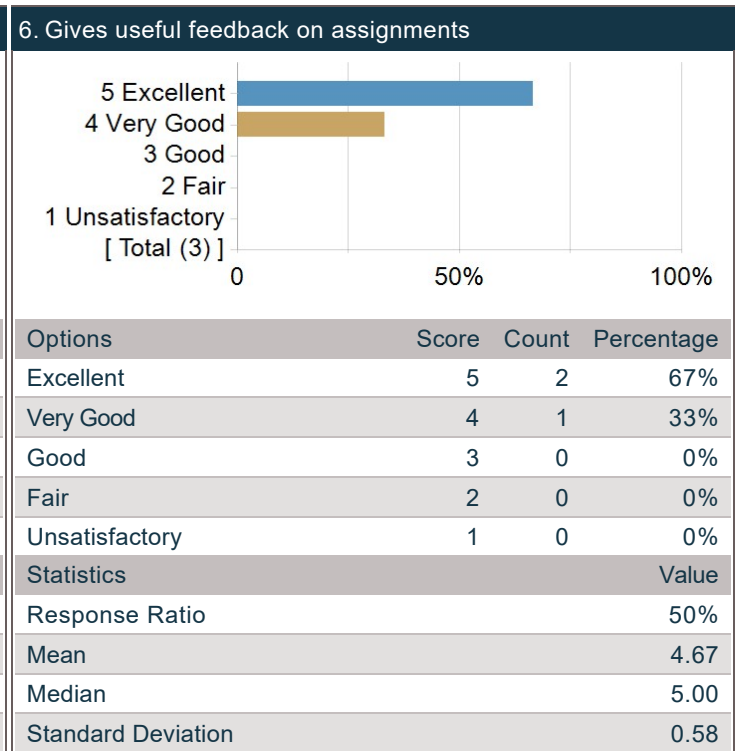 6. Gives useful feedback on assignments
5 Excellent
4 Very Good
3 Good
2 Fair
1 Unsatisfactory
[ Total (3) ]
0 50% 100%
Options Score Count Percentage
Excellent 5 2 67%
Very Good 4 1 33%
Good 3 0 0%
Fair 2 0 0%
Unsatisfactory 1 0 0%
Statistics Value
Response Ratio 50%
Mean 4.67
Median 5.00
Standard Deviation 0.58